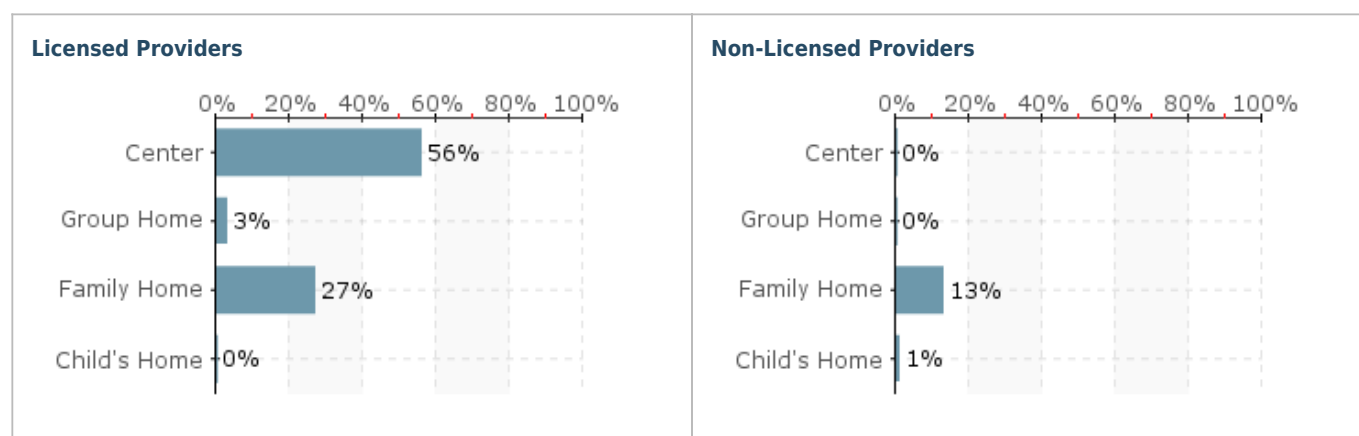 Licensed Providers
0% 20% 40% 60% 80% 100%
Center 56%
Group Home 3%
Family Home 27%
Child's Home 0%
Non-Licensed Providers
0% 20% 40% 60% 80% 100%
Center 0%
Group Home 0%
Family Home 13%
Child's Home 1%